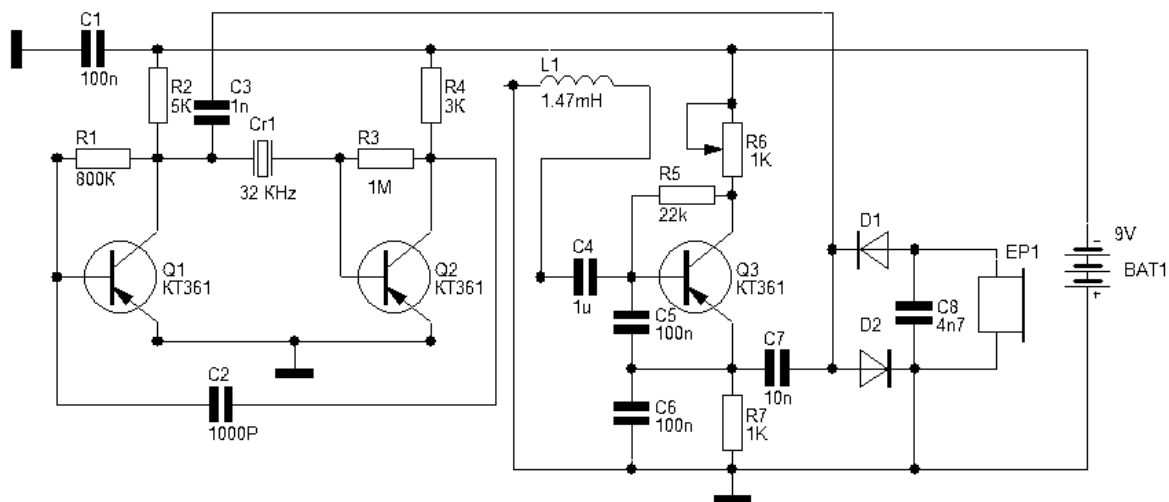 C1
100n
R2
5K
C3
1n
R4
3K
L1
1.47mH
Cr1
32 KHz
R1
800K
R3
1M
R6
1K
R5
22k
Q1
KT361
Q2
KT361
C4
1u
Q3
KT361
D1
9V
-
BAT1
+
EP1
C5
100n
C7
10n
D2
C8
4n7
C2
1000P
C6
100n
R7
1K